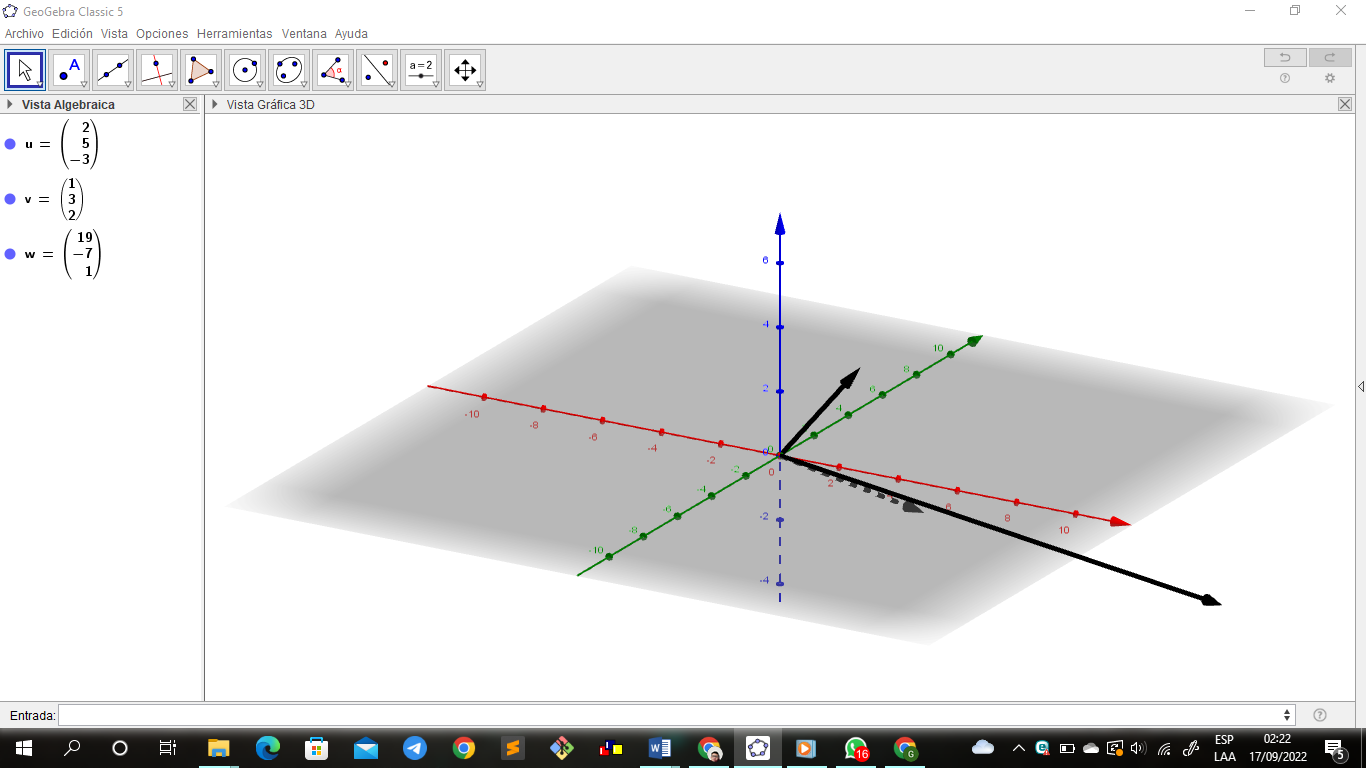 GeoGebra Classic 5
Archivo Edición Vista Opciones Herramientas Ventana Ayuda
A
α
a=2
Vista Algebraica
Vista Gráfica 3D
u = ( 2 5 −3 )
v = ( 1 3 2 )
w = ( 19 −7 1 )
6
4
2
0
-2
-4
-10
-8
-6
-4
-2
0
2
6
8
10
10
8
6
4
0
-2
-4
-6
-8
-10
Entrada:
16
ESP
LAA
02:22
17/09/2022
5